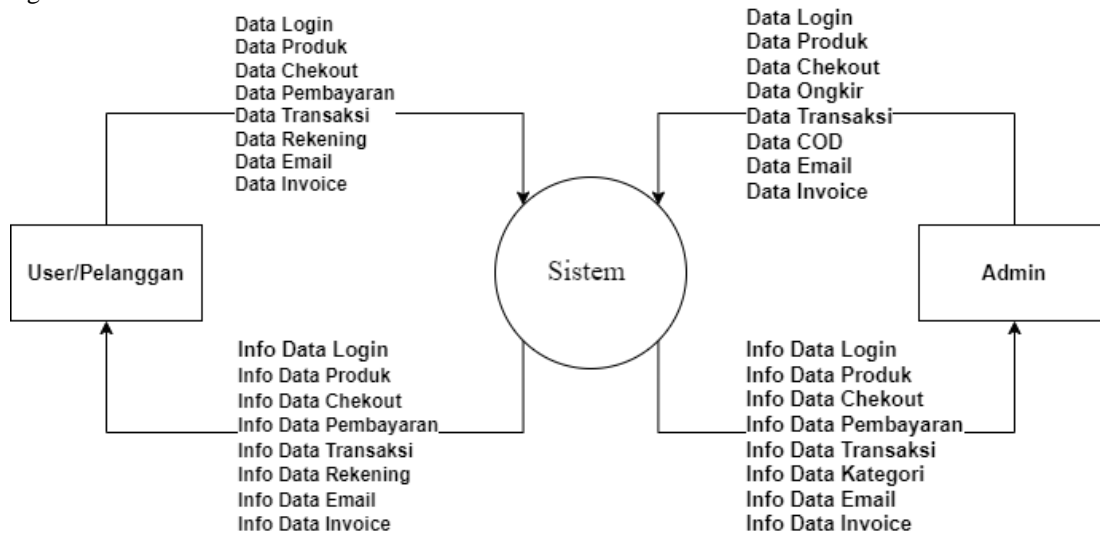 Data Login
Data Produk
Data Chekout
Data Pembayaran
Data Transaksi
Data Rekening
Data Email
Data Invoice
Data Login
Data Produk
Data Chekout
Data Ongkir
Data Transaksi
Data COD
Data Email
Data Invoice
User/Pelanggan
Sistem
Admin
Info Data Login
Info Data Produk
Info Data Chekout
Info Data Pembayaran
Info Data Transaksi
Info Data Rekening
Info Data Email
Info Data Invoice
Info Data Login
Info Data Produk
Info Data Chekout
Info Data Pembayaran
Info Data Transaksi
Info Data Kategori
Info Data Email
Info Data Invoice